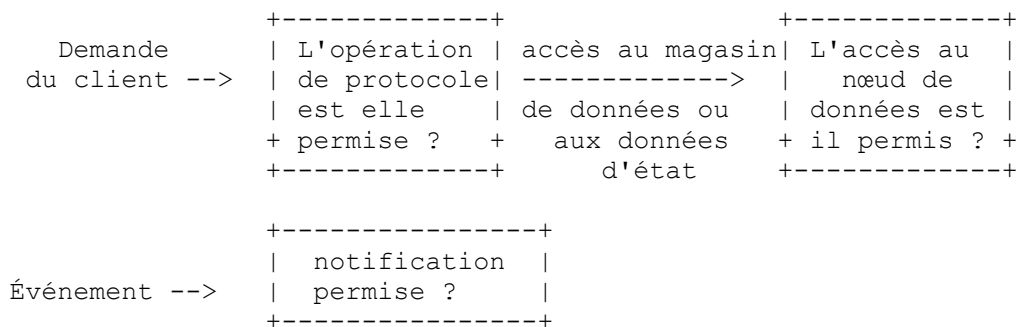 +-------------+                 +-------------+
Demande        | L'opération | accès au magasin| L'accès au  |
du client -->  | de protocole| ------------->  |   nœud de   |
| est elle    | de données ou   | données est |
+ permise ?   +   aux données   + il permis ? +
+-------------+      d'état     +-------------+
+----------------+
|  notification  |
Événement -->   |  permise ?     |
+----------------+